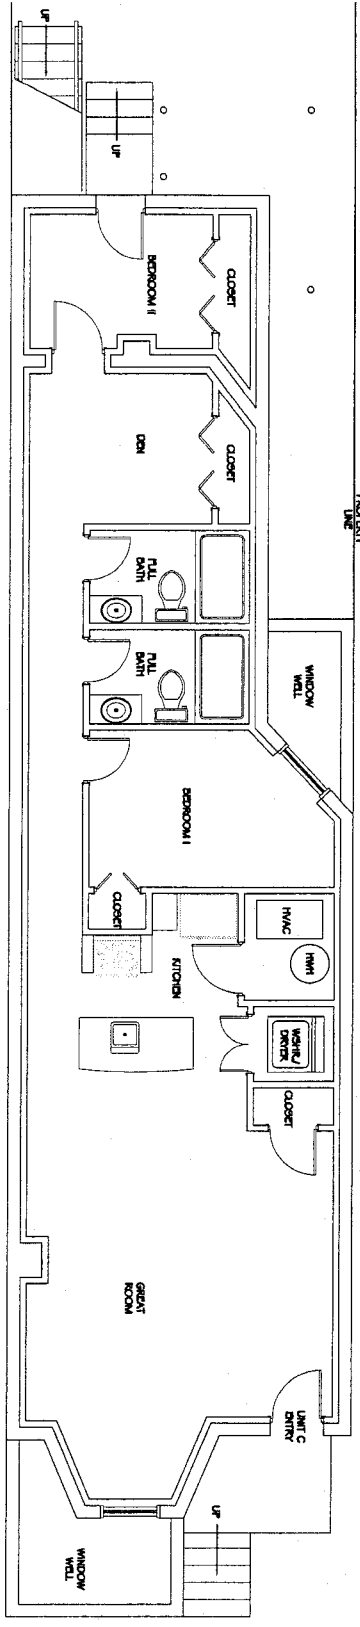 UP
UP
BEDROOM II
CLOSET
DEN
CLOSET
PROPERTY
LINE
FULL
BATH
FULL
BATH
WINDOW
WELL
BEDROOM I
CLOSET
HVAC
HWH
KITCHEN
WSHR/
DRYER
CLOSET
GREAT
ROOM
UNIT C
ENTRY
UP
WINDOW
WELL